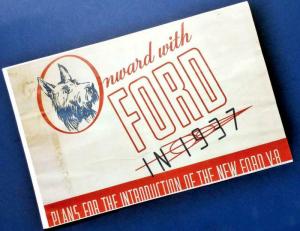 Onward with
FORD
IN 1937
PLANS FOR THE INTRODUCTION OF THE NEW FORD V-8